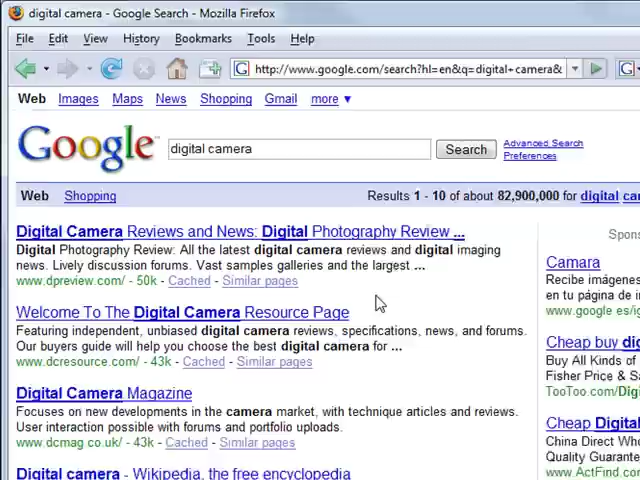 digital camera - Google Search - Mozilla Firefox
File Edit View History Bookmarks Tools Help
G http://www.google.com/search?hl=en&q=digital+camera& G
Web Images Maps News Shopping Gmail more ▼
Google™ digital camera Search Advanced Search
Preferences
Web Shopping Results 1 - 10 of about 82,900,000 for digital ca
Digital Camera Reviews and News: Digital Photography Review ...
Digital Photography Review: All the latest digital camera reviews and digital imaging
news. Lively discussion forums. Vast samples galleries and the largest ...
www.dpreview.com/ - 50k - Cached - Similar pages
Welcome To The Digital Camera Resource Page
Featuring independent, unbiased digital camera reviews, specifications, news, and forums.
Our buyers guide will help you choose the best digital camera for ...
www.dcresource.com/ - 43k - Cached - Similar pages
Digital Camera Magazine
Focuses on new developments in the camera market, with technique articles and reviews.
User interaction possible with forums and portfolio uploads.
www.dcmag.co.uk/ - 43k - Cached - Similar pages
Digital camera - Wikipedia, the free encyclopedia
Spons
Camara
Recibe imágenes
en tu página de in
www.google.es/ig
Cheap buy dig
Buy All Kinds of
Fisher Price & Sa
TooToo.com/Digi
Cheap Digital
China Direct Who
Quality Guarante
www.ActFind.com